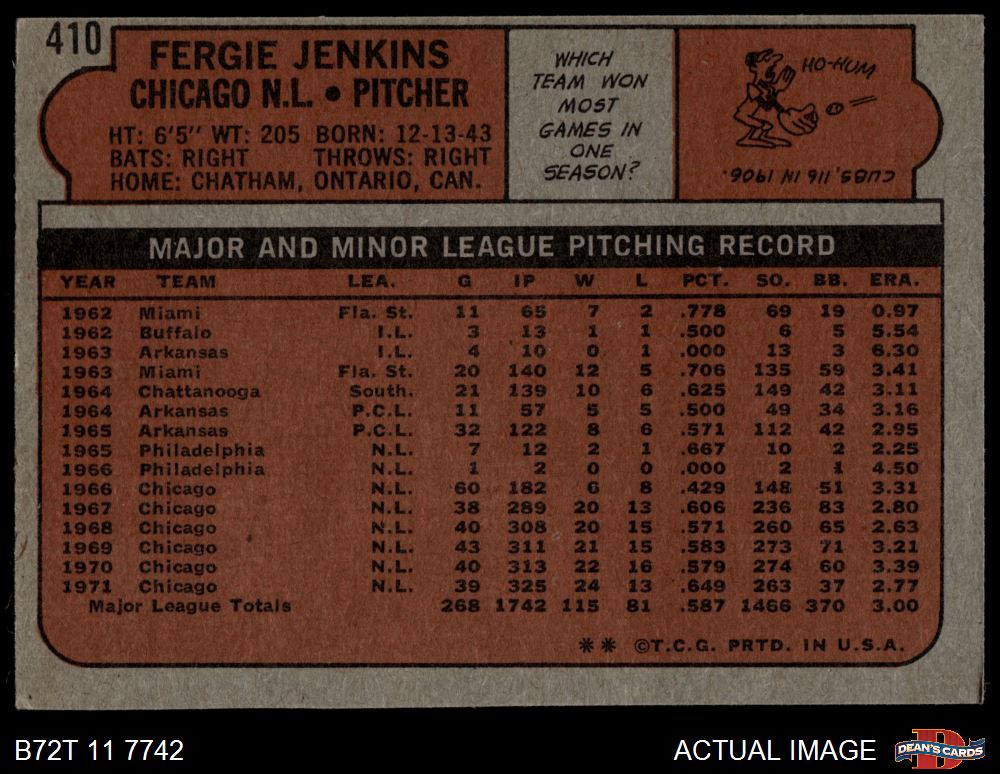 410
FERGIE JENKINS
CHICAGO N.L. • PITCHER
HT: 6'5" WT: 205 BORN: 12-13-43
BATS: RIGHT THROWS: RIGHT
HOME: CHATHAM, ONTARIO, CAN.
WHICH
TEAM WON
MOST
GAMES IN
ONE
SEASON?
HO-HUM
CUBS, 116 IN 1906.
MAJOR AND MINOR LEAGUE PITCHING RECORD
YEAR TEAM LEA. G IP W L PCT. SO. BB. ERA.
1962 Miami Fla. St. 11 65 7 2 .778 69 19 0.97
1962 Buffalo I.L. 3 13 1 1 .500 6 5 5.54
1963 Arkansas I.L. 4 10 0 1 .000 13 3 6.30
1963 Miami Fla. St. 20 140 12 5 .706 135 59 3.41
1964 Chattanooga South. 21 139 10 6 .625 149 42 3.11
1964 Arkansas P.C.L. 11 57 5 5 .500 49 34 3.16
1965 Arkansas P.C.L. 32 122 8 6 .571 112 42 2.95
1965 Philadelphia N.L. 7 12 2 1 .667 10 2 2.25
1966 Philadelphia N.L. 1 2 0 0 .000 2 1 4.50
1966 Chicago N.L. 60 182 6 8 .429 148 51 3.31
1967 Chicago N.L. 38 289 20 13 .606 236 83 2.80
1968 Chicago N.L. 40 308 20 15 .571 260 65 2.63
1969 Chicago N.L. 43 311 21 15 .583 273 71 3.21
1970 Chicago N.L. 40 313 22 16 .579 274 60 3.39
1971 Chicago N.L. 39 325 24 13 .649 263 37 2.77
Major League Totals 268 1742 115 81 .587 1466 370 3.00
** ©T.C.G. PRTD. IN U.S.A.
B72T 11 7742
ACTUAL IMAGE
DEAN'S CARDS